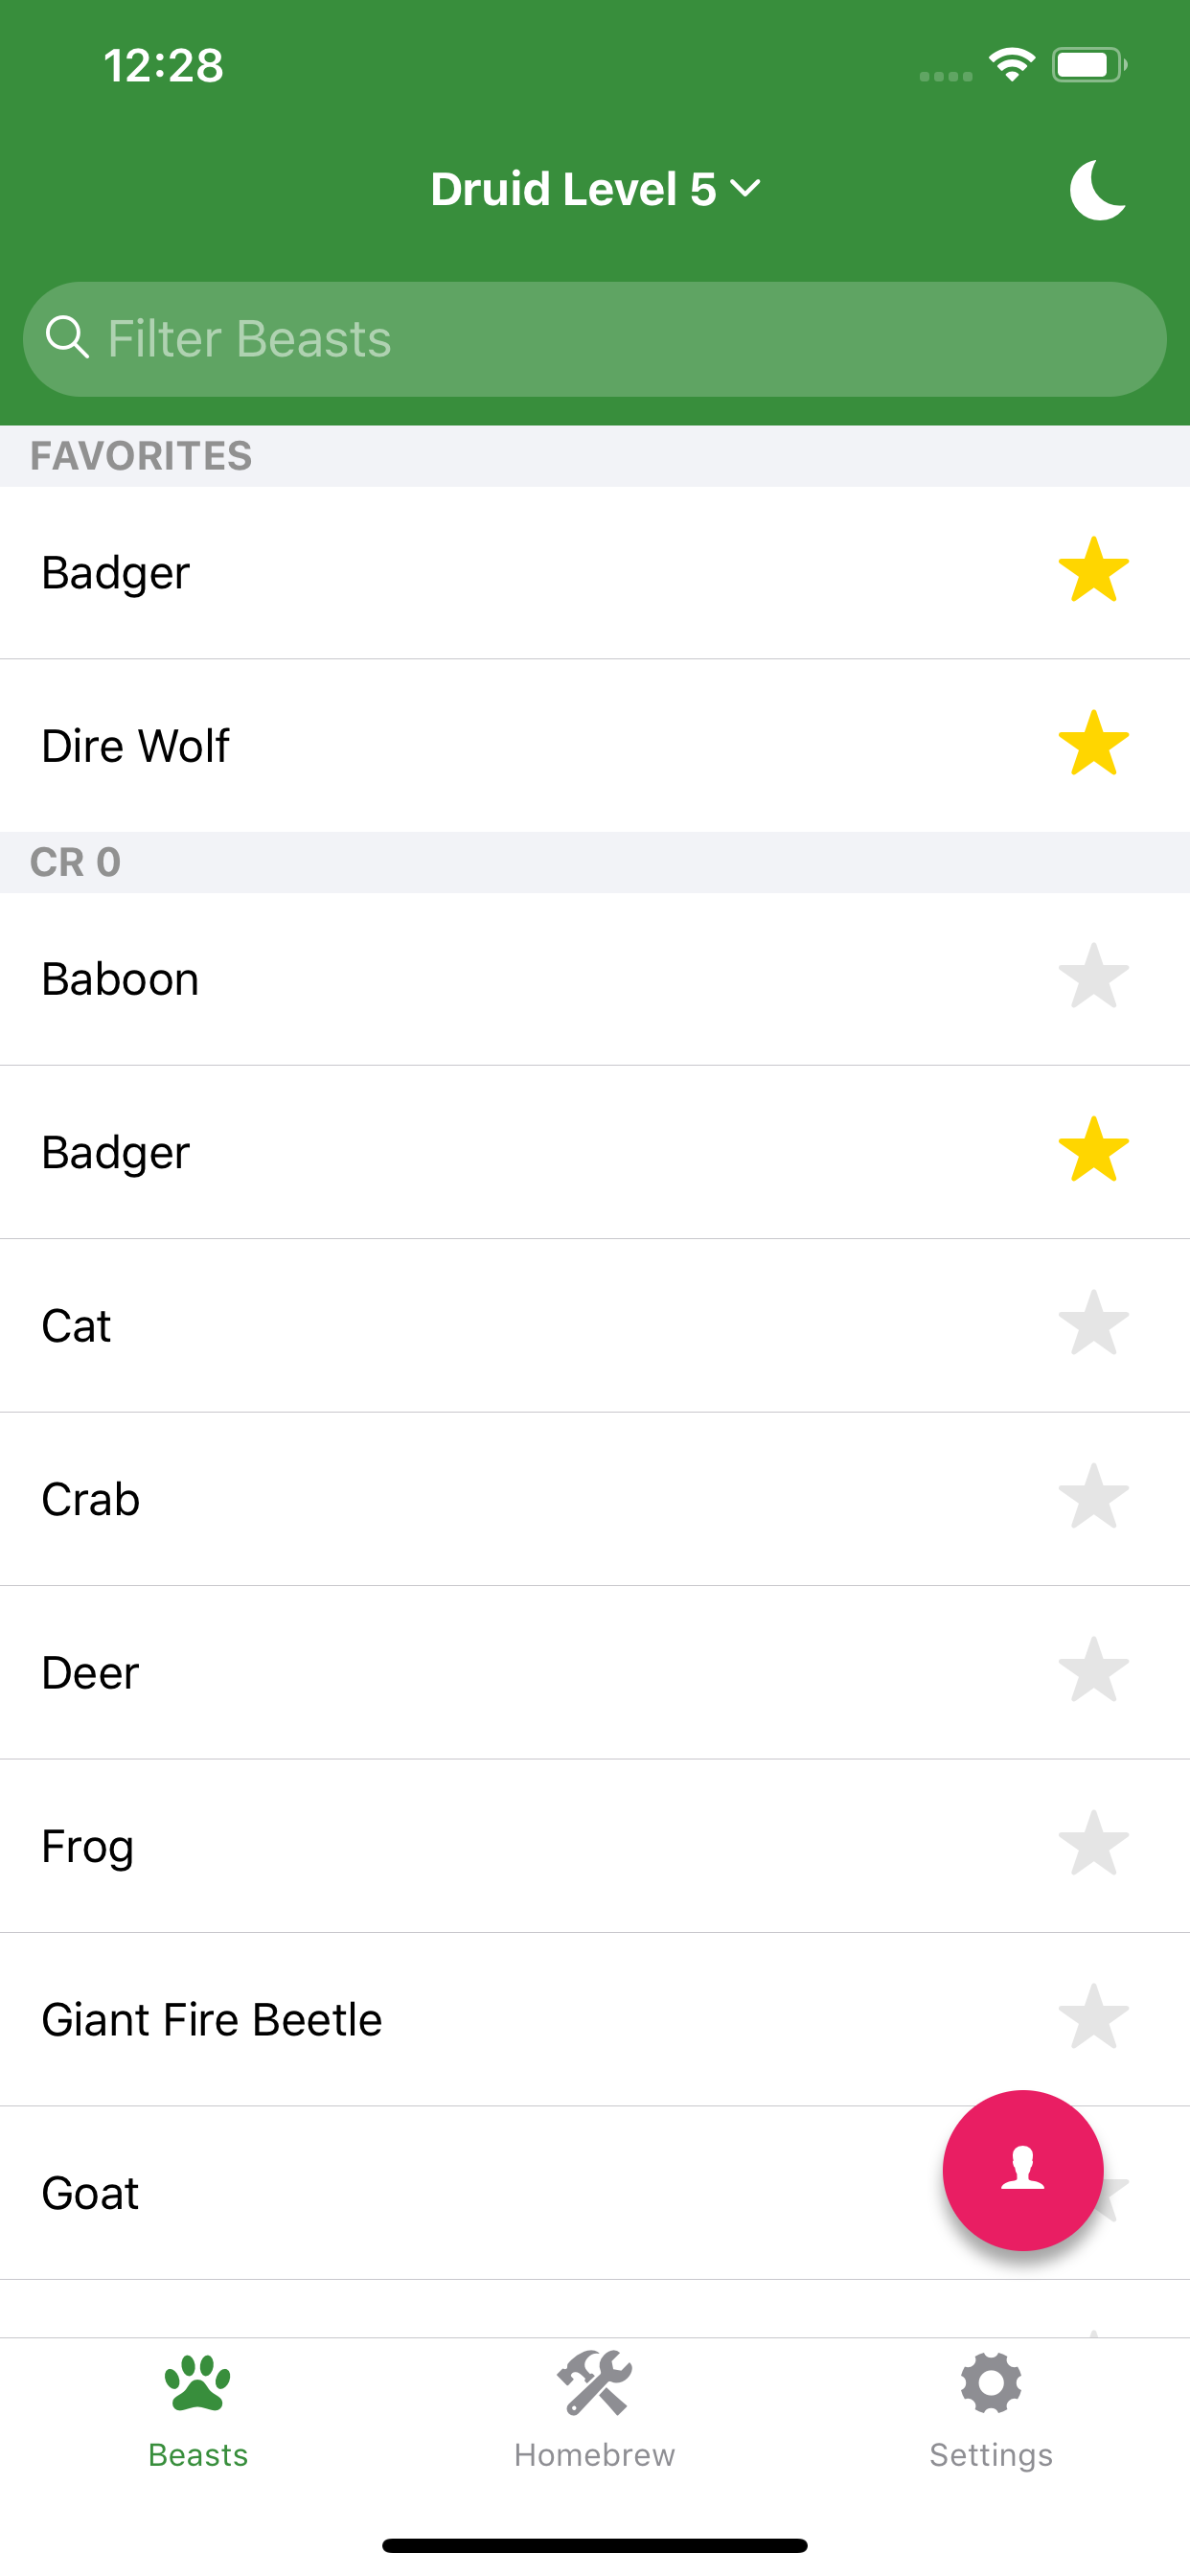 12:28
Druid Level 5
Filter Beasts
FAVORITES
Badger
Dire Wolf
CR 0
Baboon
Badger
Cat
Crab
Deer
Frog
Giant Fire Beetle
Goat
Beasts
Homebrew
Settings